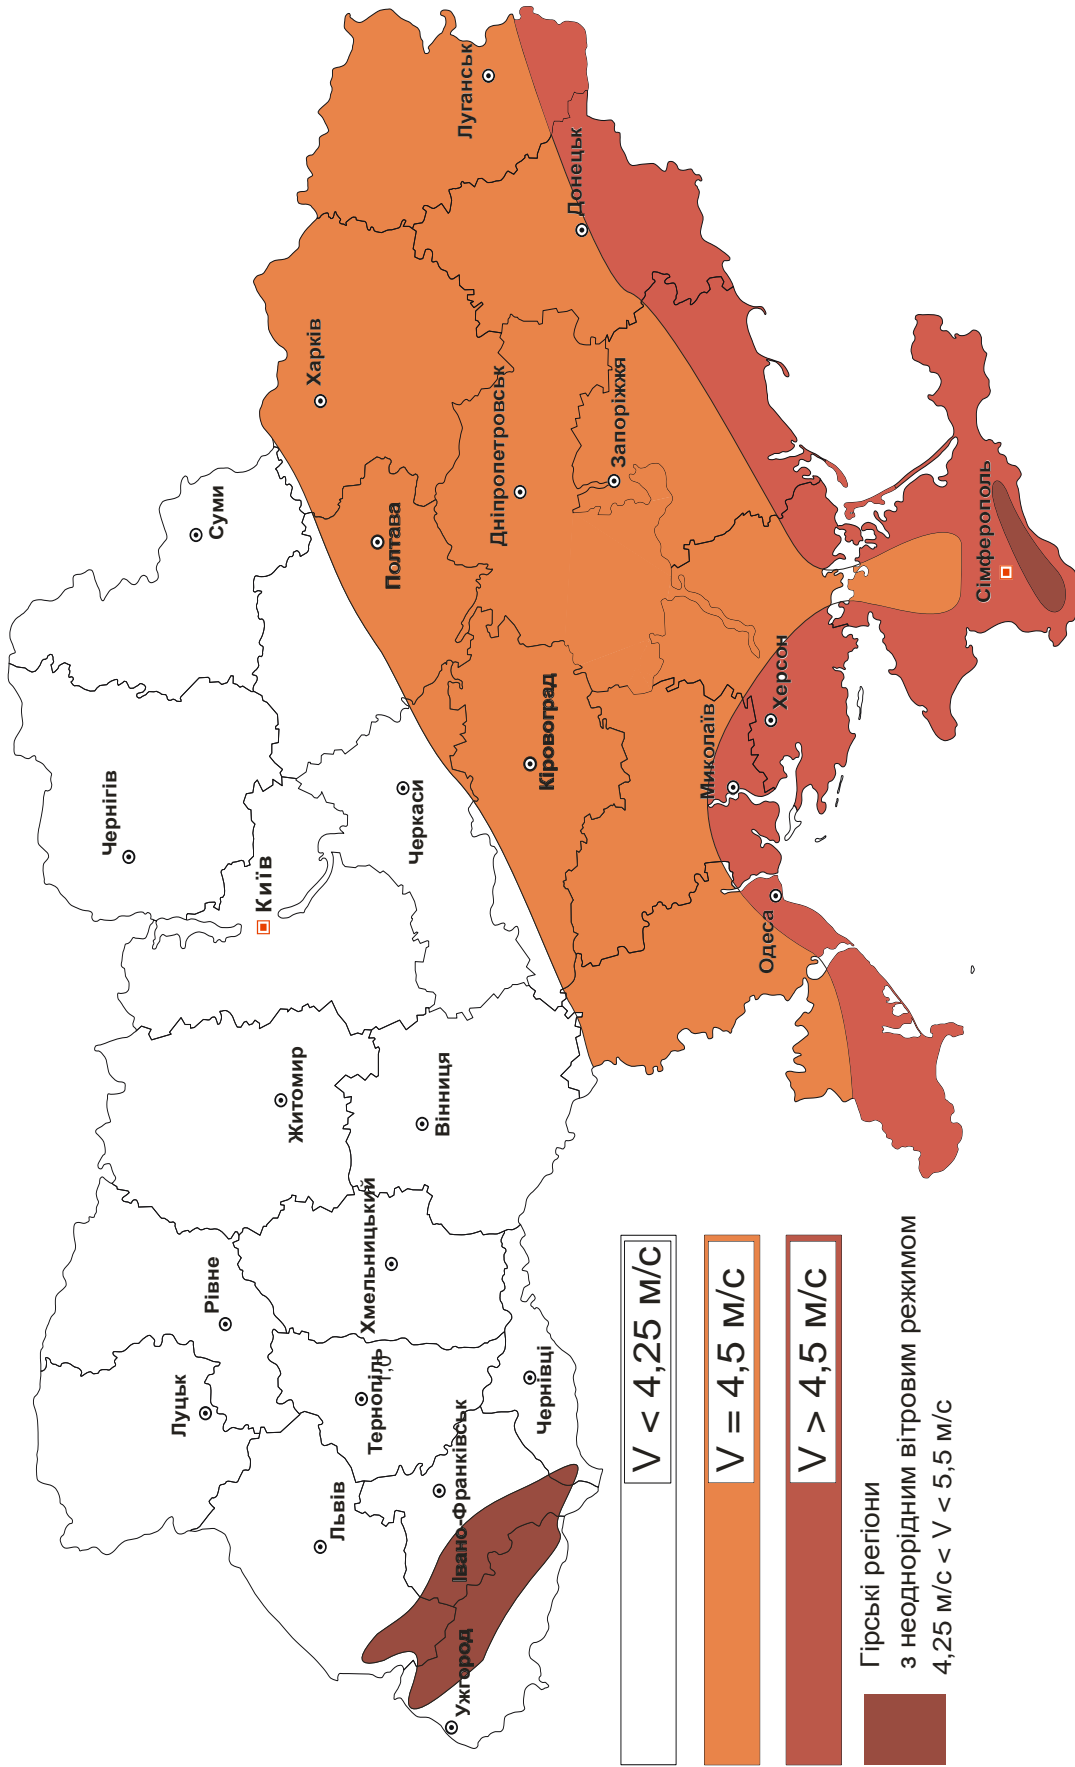 Луцьк
Рівне
Житомир
Київ
Чернігів
Суми
Львів
Тернопіль
1,0
Хмельницький
Вінниця
Черкаси
Полтава
Харків
Луганськ
Ужгород
Івано-Франківськ
Чернівці
Кіровоград
Дніпропетровськ
Запоріжжя
Донецьк
Одеса
Миколаїв
Херсон
Сімферополь
V < 4,25 м/с
V = 4,5 м/с
V > 4,5 м/с
Гірські регіони
з неоднорідним вітровим режимом
4,25 м/с < V < 5,5 м/с